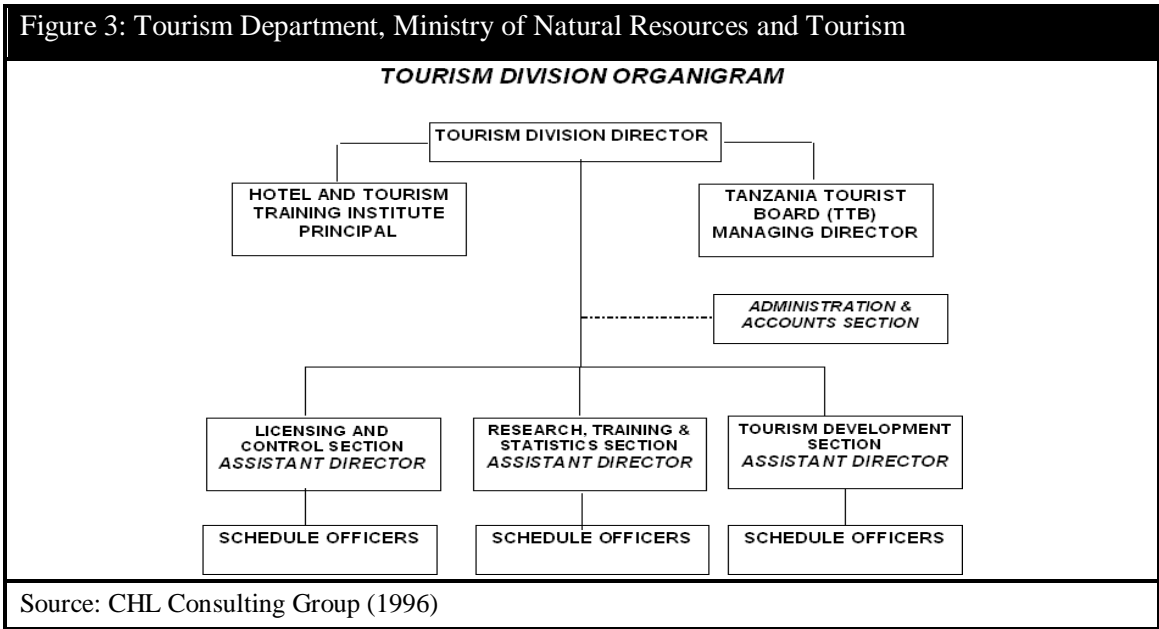 Figure 3: Tourism Department, Ministry of Natural Resources and Tourism
TOURISM DIVISION ORGANIGRAM
TOURISM DIVISION DIRECTOR
HOTEL AND TOURISM
TRAINING INSTITUTE
PRINCIPAL
TANZANIA TOURIST
BOARD (TTB)
MANAGING DIRECTOR
ADMINISTRATION &
ACCOUNTS SECTION
LICENSING AND
CONTROL SECTION
ASSISTANT DIRECTOR
RESEARCH, TRAINING &
STATISTICS SECTION
ASSISTANT DIRECTOR
TOURISM DEVELOPMENT
SECTION
ASSISTANT DIRECTOR
SCHEDULE OFFICERS
SCHEDULE OFFICERS
SCHEDULE OFFICERS
Source: CHL Consulting Group (1996)